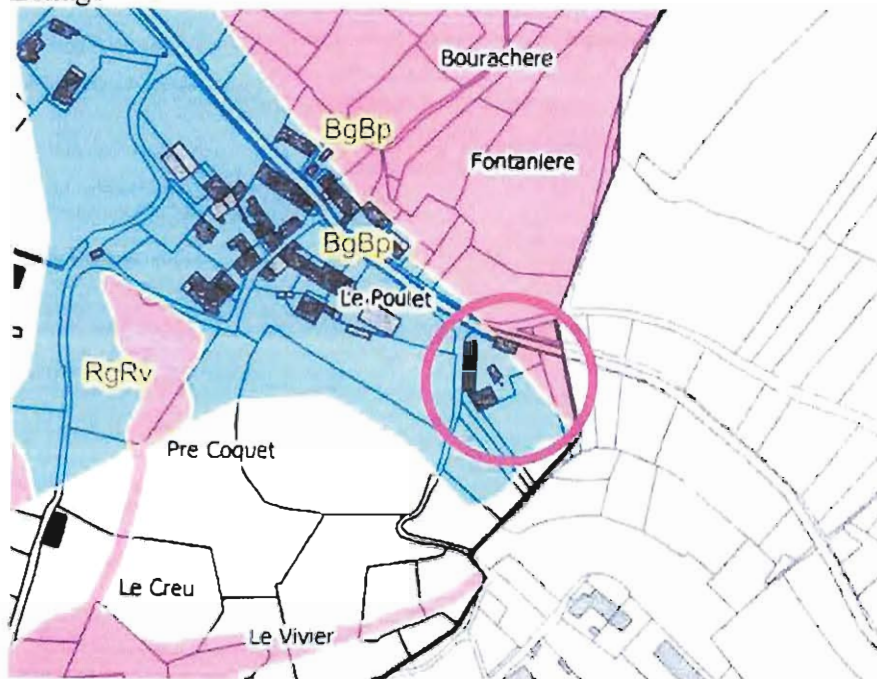 Bourachere
BgBp
Fontaniere
BgBp
Le Poulet
RgRv
Pre Coquet
Le Creu
Le Vivier